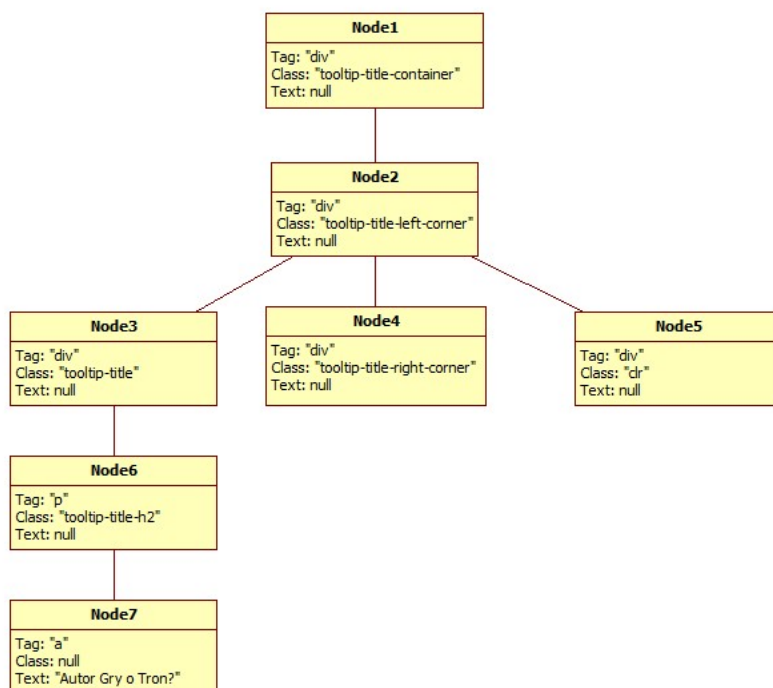 Node1
Tag: "div"
Class: "tooltip-title-container"
Text: null
Node2
Tag: "div"
Class: "tooltip-title-left-corner"
Text: null
Node3
Tag: "div"
Class: "tooltip-title"
Text: null
Node4
Tag: "div"
Class: "tooltip-title-right-corner"
Text: null
Node5
Tag: "div"
Class: "clr"
Text: null
Node6
Tag: "p"
Class: "tooltip-title-h2"
Text: null
Node7
Tag: "a"
Class: null
Text: "Autor Gry o Tron?"